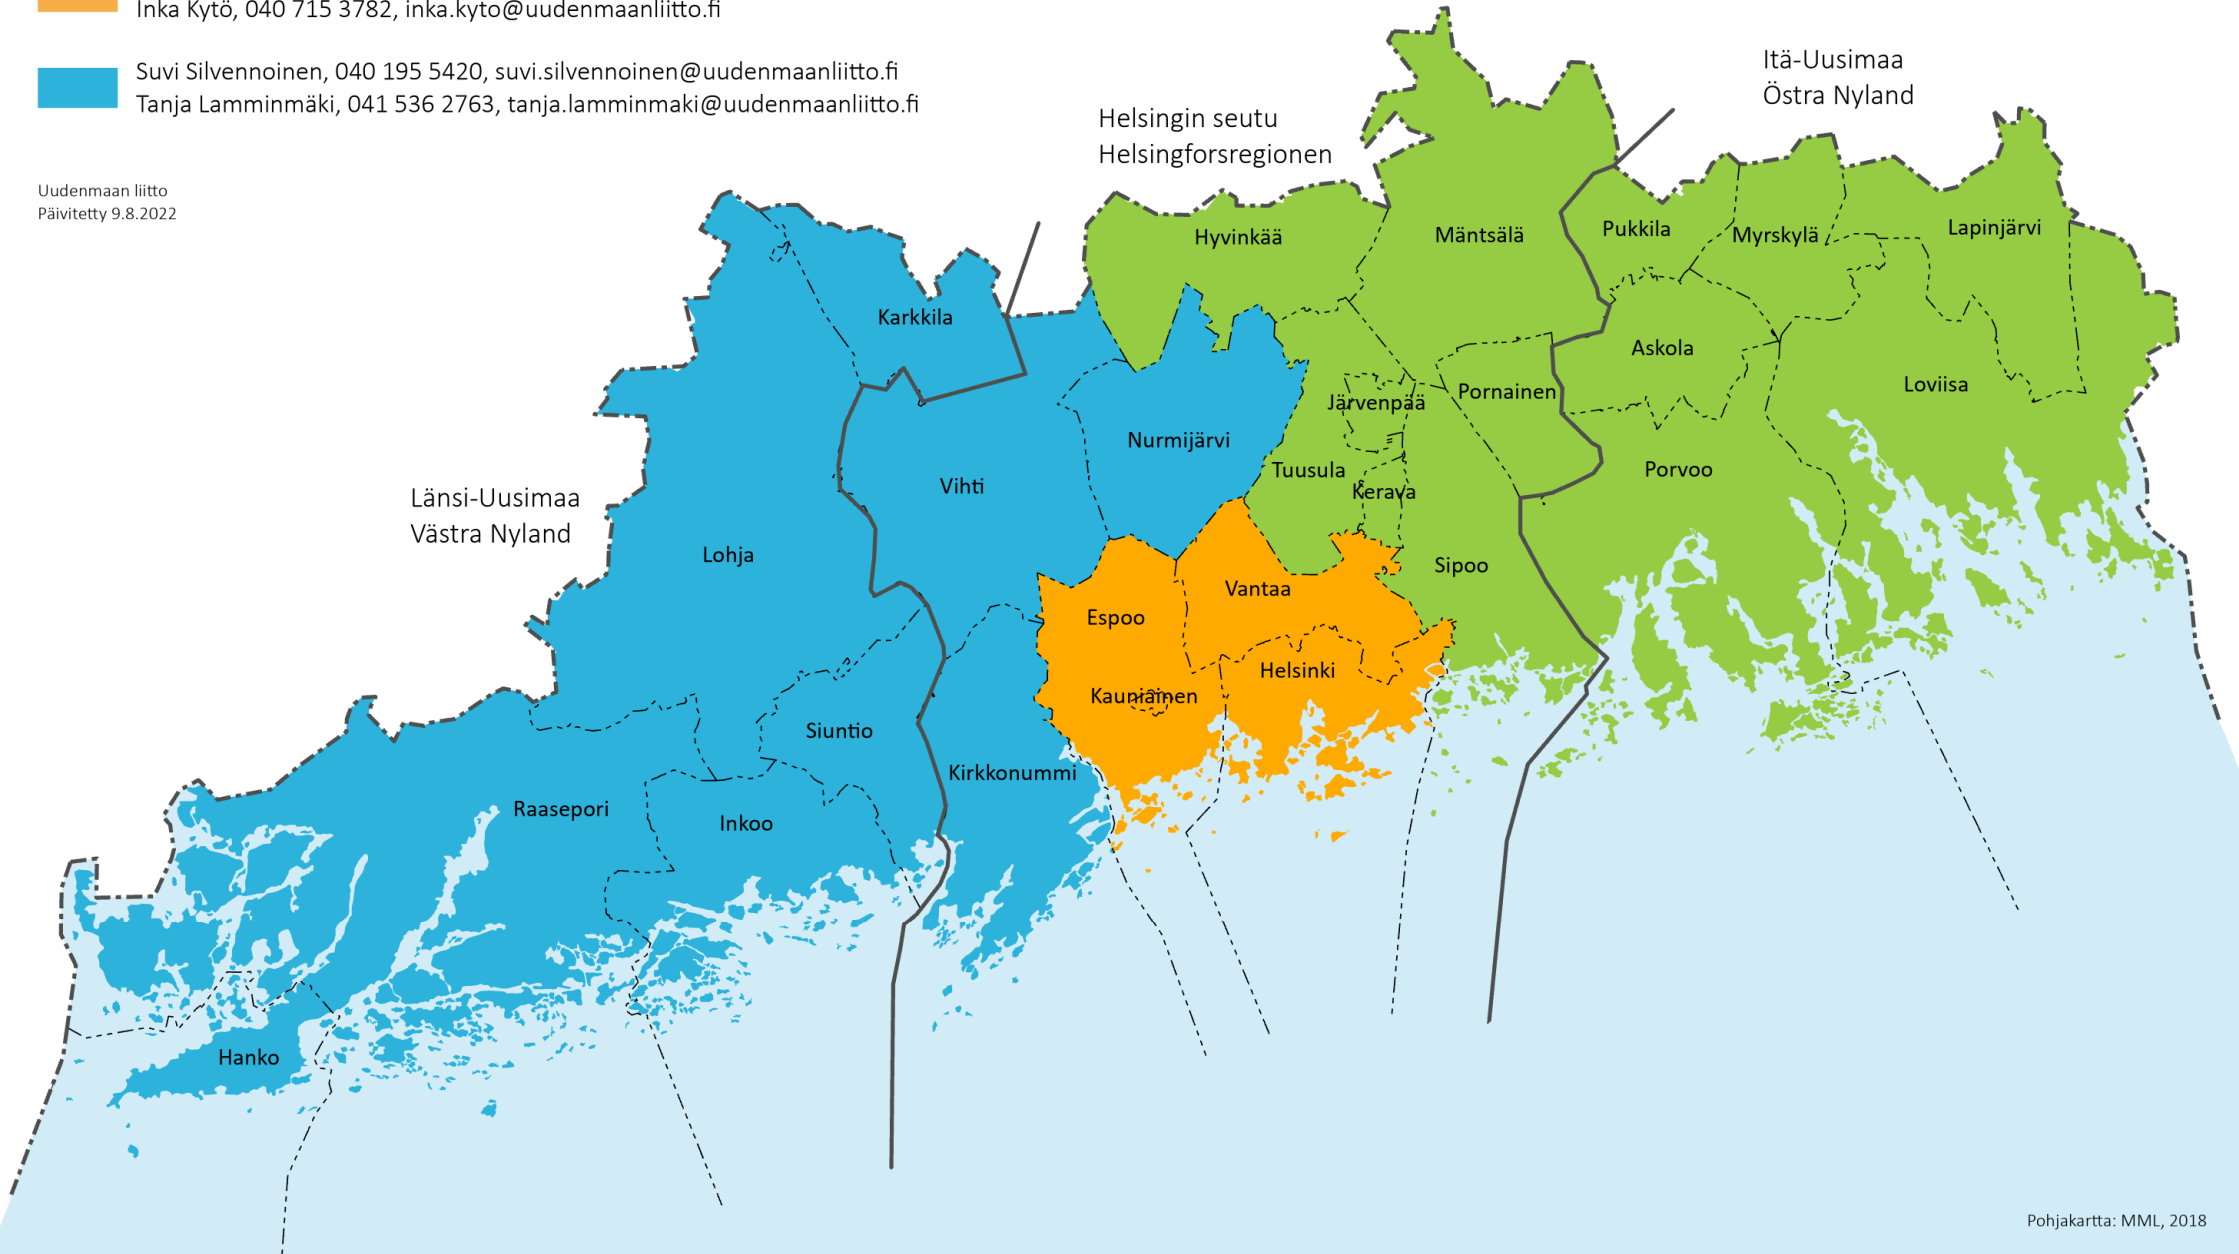 Inka Kytö, 040 715 3782, inka.kyto@uudenmaanliitto.fi
Suvi Silvennoinen, 040 195 5420, suvi.silvennoinen@uudenmaanliitto.fi
Tanja Lamminmäki, 041 536 2763, tanja.lamminmaki@uudenmaanliitto.fi
Uudenmaan liitto
Päivitetty 9.8.2022
Itä-Uusimaa
Östra Nyland
Helsingin seutu
Helsingforsregionen
Länsi-Uusimaa
Västra Nyland
Hyvinkää
Mäntsälä
Pukkila
Myrskylä
Lapinjärvi
Karkkila
Askola
Loviisa
Pornainen
Järvenpää
Nurmijärvi
Tuusula
Porvoo
Vihti
Kerava
Lohja
Sipoo
Vantaa
Espoo
Helsinki
Kauniainen
Siuntio
Kirkkonummi
Raasepori
Inkoo
Hanko
Pohjakartta: MML, 2018